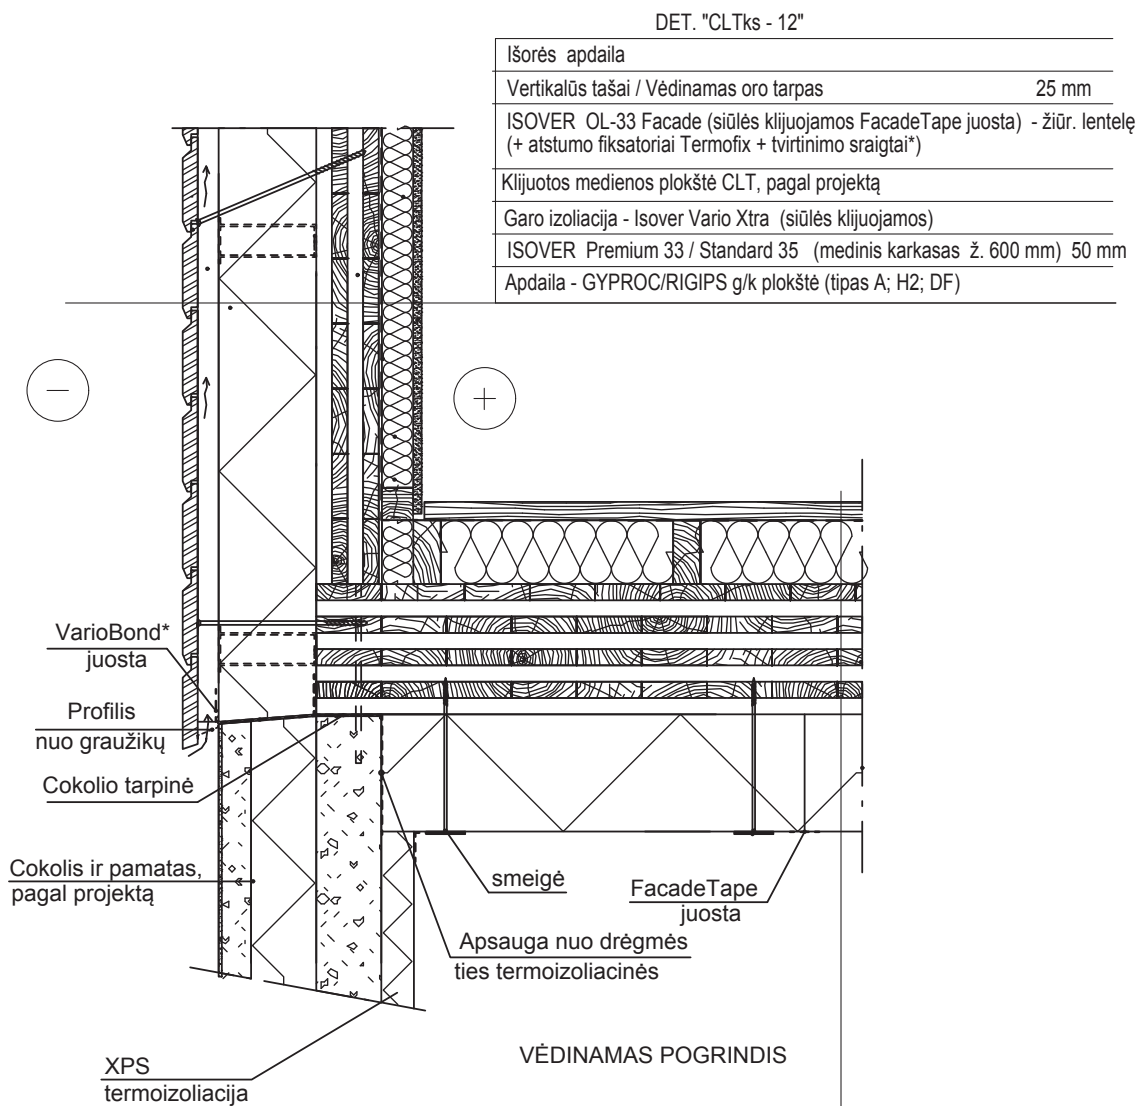 DET. "CLTks - 12"
Išorės apdaila
Vertikalūs tašai / Vėdinamas oro tarpas 25 mm
ISOVER OL-33 Facade (siūlės klijuojamos FacadeTape juosta) - žiūr. lentelę
(+ atstumo fiksatoriai Termofix + tvirtinimo sraigtai*)
Klijuotos medienos plokštė CLT, pagal projektą
Garo izoliacija - Isover Vario Xtra (siūlės klijuojamos)
ISOVER Premium 33 / Standard 35 (medinis karkasas ž. 600 mm) 50 mm
Apdaila - GYPROC/RIGIPS g/k plokštė (tipas A; H2; DF)
VarioBond*
juosta
Profilis
nuo graužikų
Cokolio tarpinė
Cokolis ir pamatas,
pagal projektą
smeigė
FacadeTape
juosta
Apsauga nuo drėgmės
ties termoizoliacinės
XPS
termoizoliacija
VĖDINAMAS POGRINDIS